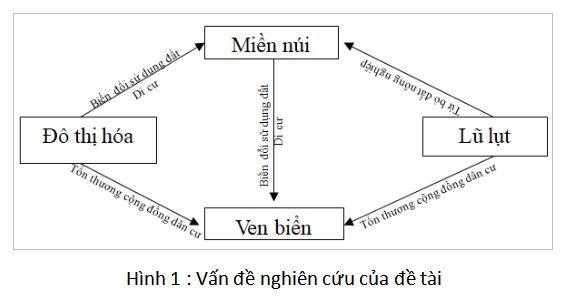 Miền núi
Biến đổi sử dụng đất
Di cư
Từ bỏ đất nông nghiệp
Biến đổi sử dụng đất
Di cư
Đô thị hóa
Lũ lụt
Tổn thương cộng đồng dân cư
Tổn thương cộng đồng dân cư
Ven biển
Hình 1 : Vấn đề nghiên cứu của đề tài